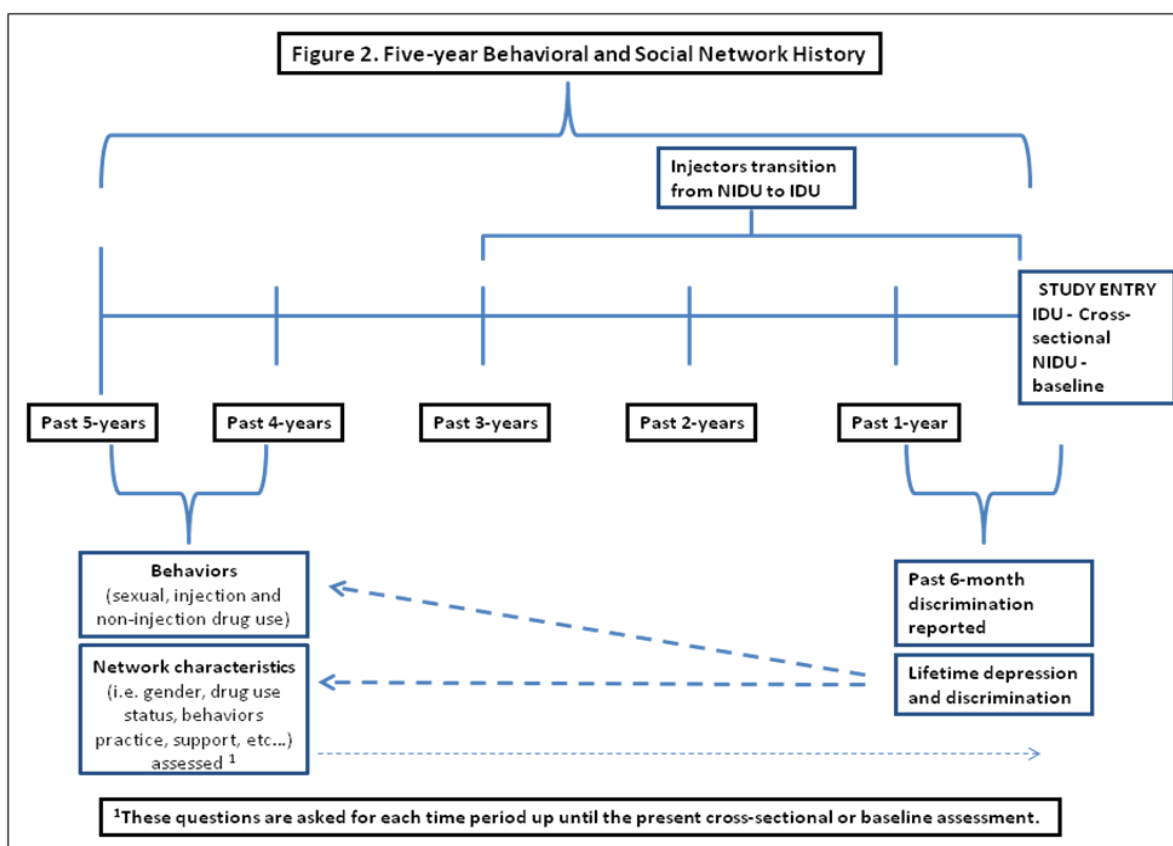 Figure 2. Five-year Behavioral and Social Network History
Injectors transition
from NIDU to IDU
STUDY ENTRY
IDU - Cross-
sectional
NIDU -
baseline
Past 5-years
Past 4-years
Past 3-years
Past 2-years
Past 1-year
Behaviors
(sexual, injection and
non-injection drug use)
Past 6-month
discrimination
reported
Network characteristics
(i.e. gender, drug use
status, behaviors
practice, support, etc...)
assessed ¹
Lifetime depression
and discrimination
¹These questions are asked for each time period up until the present cross-sectional or baseline assessment.